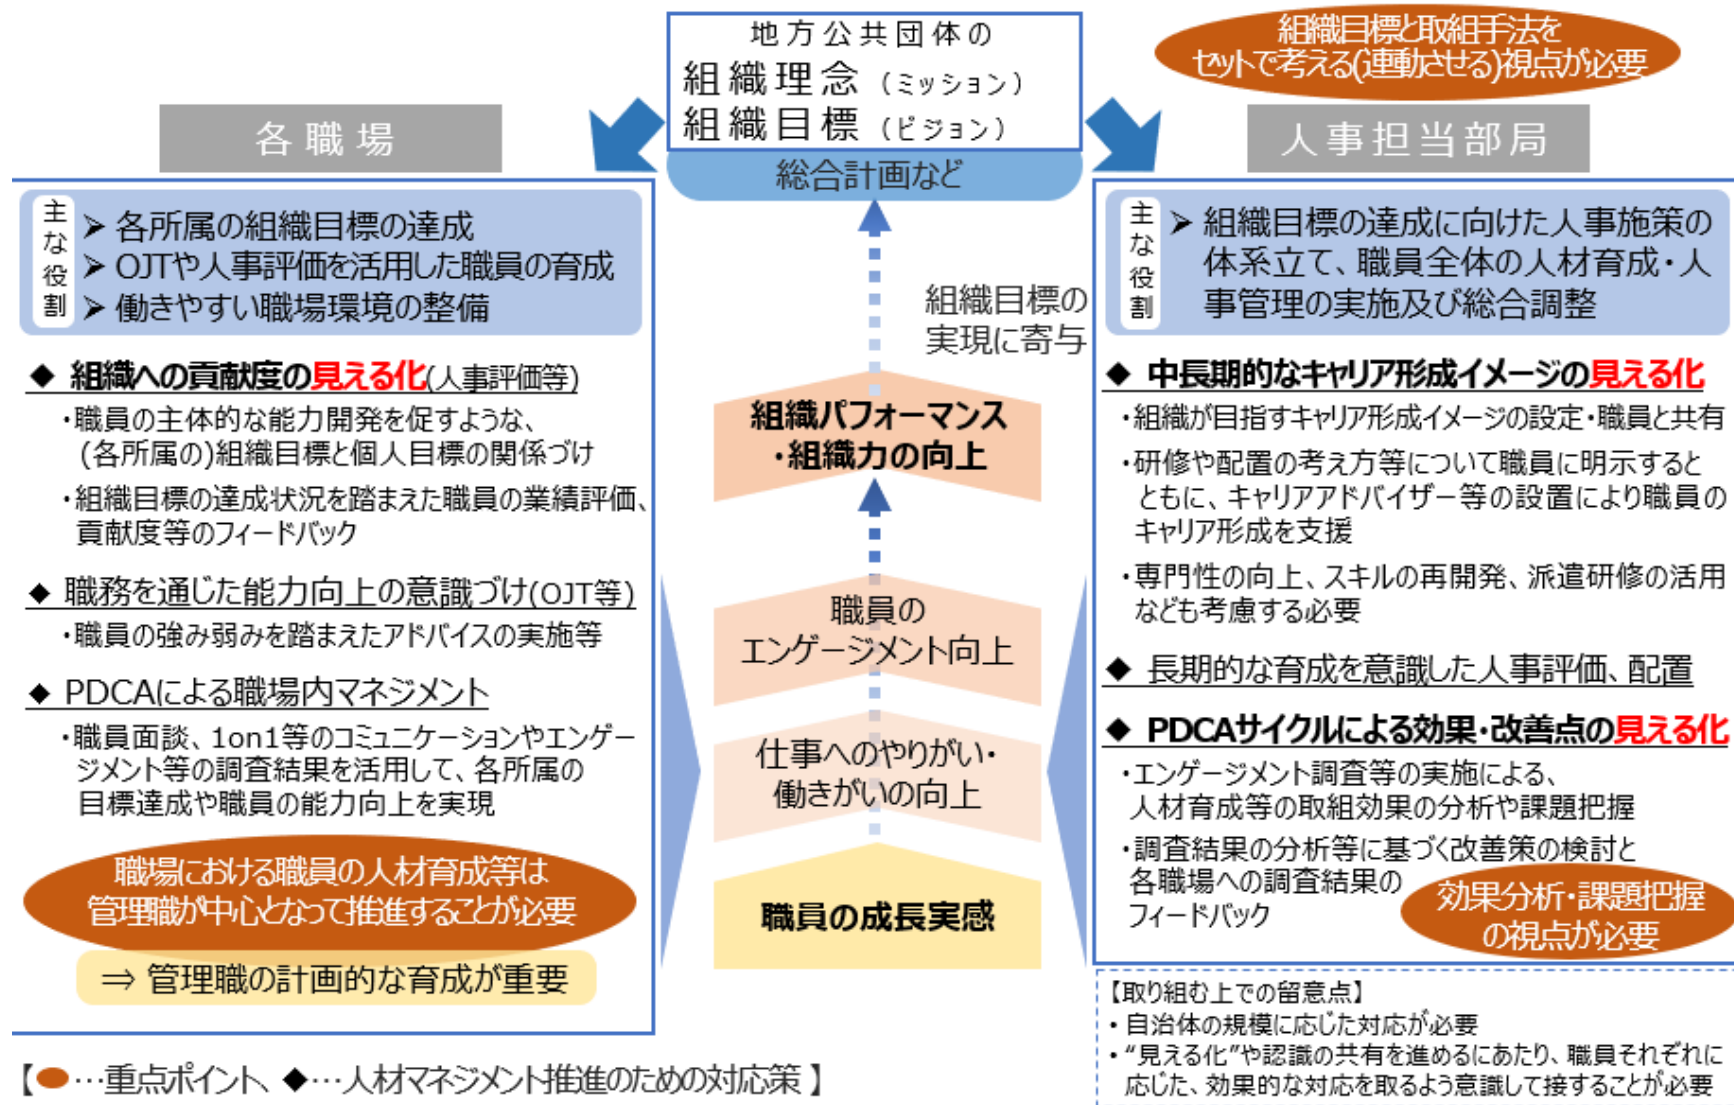 地方公共団体の
組織理念（ミッション）
組織目標（ビジョン）
総合計画など
組織目標と取組手法を
セットで考える(連動させる)視点が必要
各職場
主な役割
➢ 各所属の組織目標の達成
➢ OJTや人事評価を活用した職員の育成
➢ 働きやすい職場環境の整備
◆ 組織への貢献度の見える化(人事評価等)
・職員の主体的な能力開発を促すような、
(各所属の)組織目標と個人目標の関係づけ
・組織目標の達成状況を踏まえた職員の業績評価、
貢献度等のフィードバック
◆ 職務を通じた能力向上の意識づけ(OJT等)
・職員の強み弱みを踏まえたアドバイスの実施等
◆ PDCAによる職場内マネジメント
・職員面談、1on1等のコミュニケーションやエンゲー
ジメント等の調査結果を活用して、各所属の
目標達成や職員の能力向上を実現
職場における職員の人材育成等は
管理職が中心となって推進することが必要
⇒ 管理職の計画的な育成が重要
組織目標の
実現に寄与
組織パフォーマンス
・組織力の向上
職員の
エンゲージメント向上
仕事へのやりがい・
働きがいの向上
職員の成長実感
人事担当部局
主な役割
➢ 組織目標の達成に向けた人事施策の
体系立て、職員全体の人材育成・人
事管理の実施及び総合調整
◆ 中長期的なキャリア形成イメージの見える化
・組織が目指すキャリア形成イメージの設定・職員と共有
・研修や配置の考え方等について職員に明示すると
ともに、キャリアアドバイザー等の設置により職員の
キャリア形成を支援
・専門性の向上、スキルの再開発、派遣研修の活用
なども考慮する必要
◆ 長期的な育成を意識した人事評価、配置
◆ PDCAサイクルによる効果・改善点の見える化
・エンゲージメント調査等の実施による、
人材育成等の取組効果の分析や課題把握
・調査結果の分析等に基づく改善策の検討と
各職場への調査結果の
フィードバック
効果分析・課題把握
の視点が必要
【取り組む上での留意点】
・自治体の規模に応じた対応が必要
・“見える化”や認識の共有を進めるにあたり、職員それぞれに
応じた、効果的な対応を取るよう意識して接することが必要
【●…重点ポイント、◆…人材マネジメント推進のための対応策】